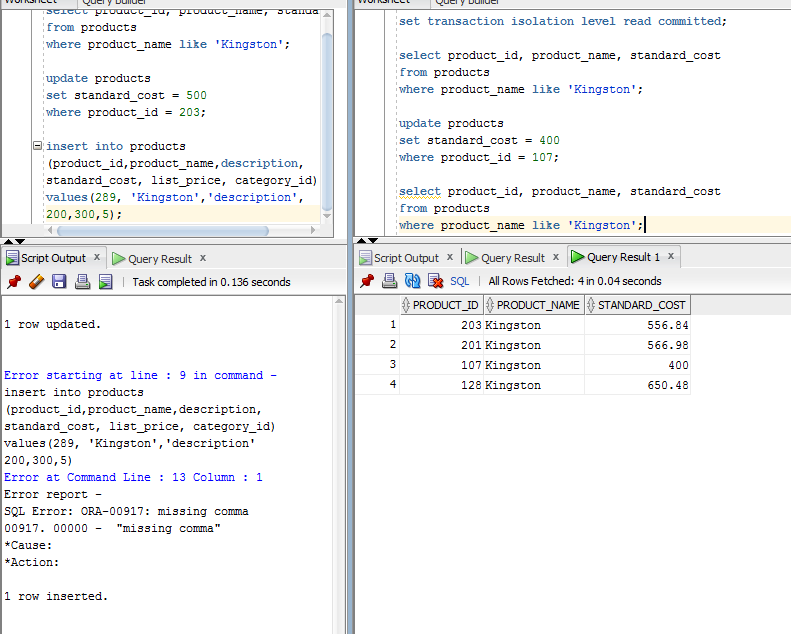 Worksheet Query Builder
select product_id, product_name, standa
from products
where product_name like 'Kingston';
update products
set standard_cost = 500
where product_id = 203;
insert into products
(product_id,product_name,description,
standard_cost, list_price, category_id)
values(289, 'Kingston','description',
200,300,5);
Script Output x Query Result x
Task completed in 0.136 seconds
1 row updated.
Error starting at line : 9 in command -
insert into products
(product_id,product_name,description,
standard_cost, list_price, category_id)
values(289, 'Kingston','description'
200,300,5)
Error at Command Line : 13 Column : 1
Error report -
SQL Error: ORA-00917: missing comma
00917. 00000 -  "missing comma"
*Cause:
*Action:
1 row inserted.
Worksheet Query Builder
set transaction isolation level read committed;
select product_id, product_name, standard_cost
from products
where product_name like 'Kingston';
update products
set standard_cost = 400
where product_id = 107;
select product_id, product_name, standard_cost
from products
where product_name like 'Kingston';
Script Output x Query Result x Query Result 1 x
SQL All Rows Fetched: 4 in 0.04 seconds
PRODUCT_ID PRODUCT_NAME STANDARD_COST
1 203 Kingston 556.84
2 201 Kingston 566.98
3 107 Kingston 400
4 128 Kingston 650.48